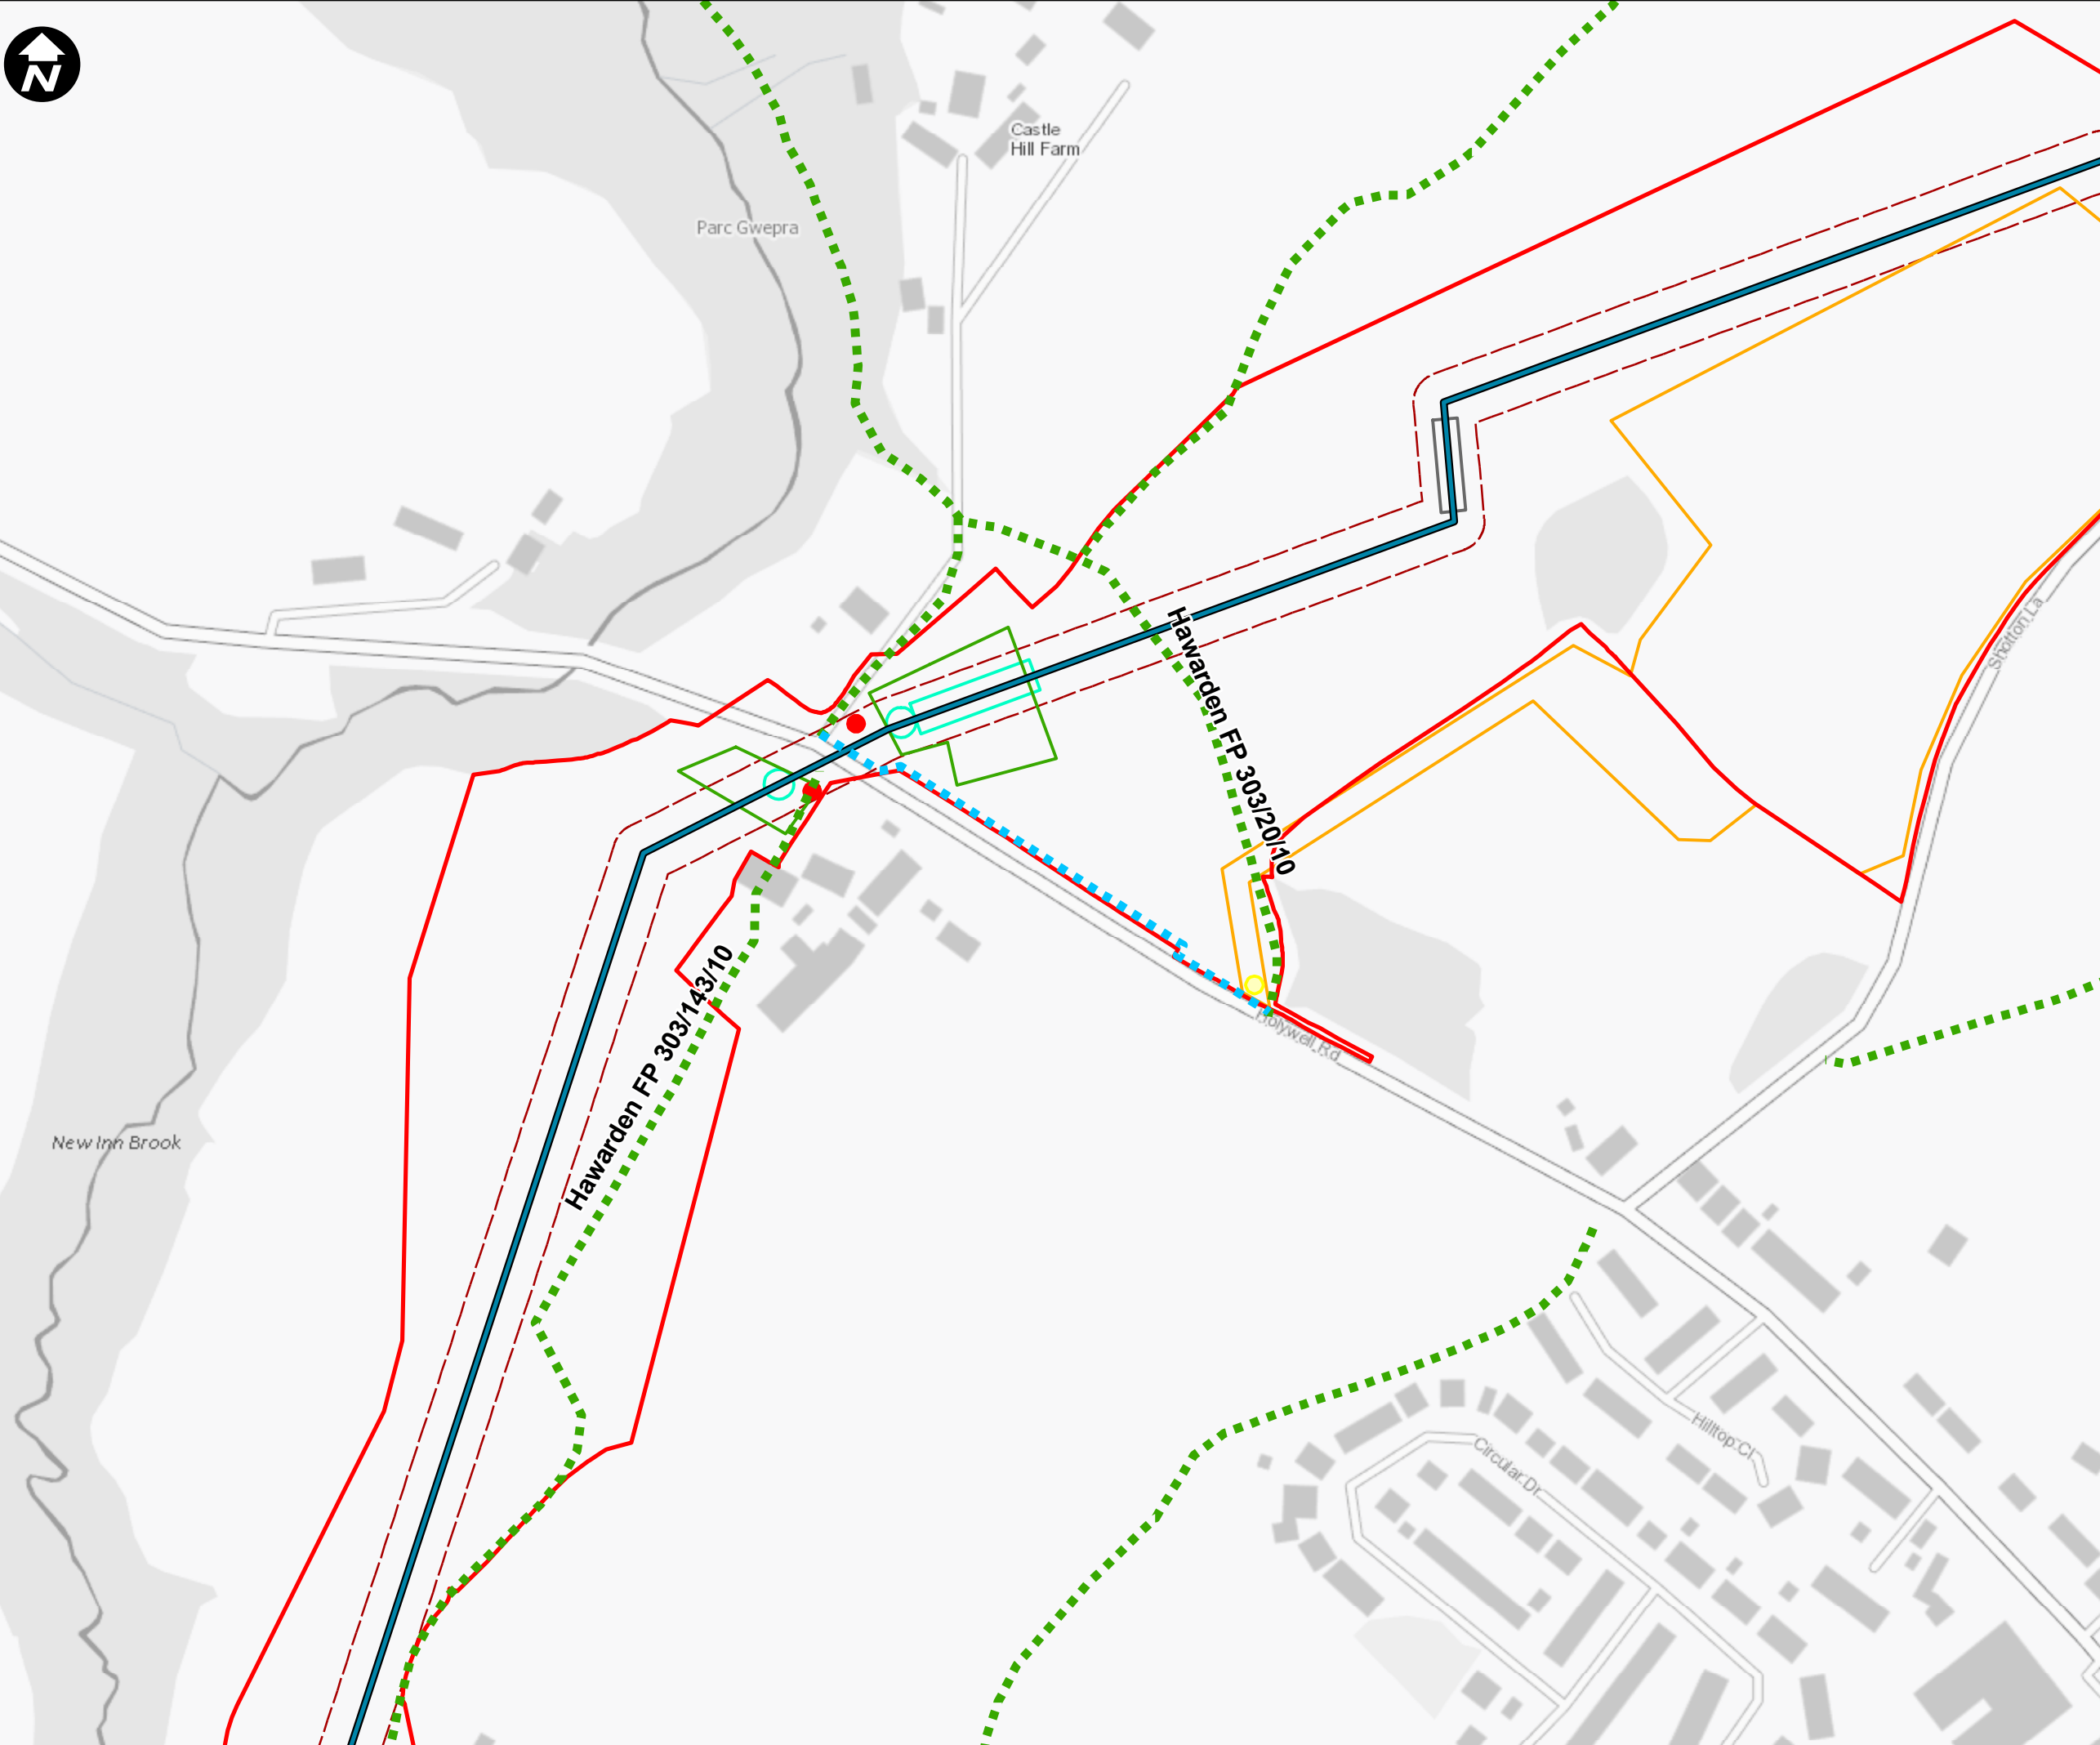 N
Castle
Hill Farm
Parc Gwepra
Shotton La
Hawarden FP 303/20/10
Hawarden FP 303/143/10
Holywell Rd
New Inn Brook
Hilltop Cl
Circular Dr